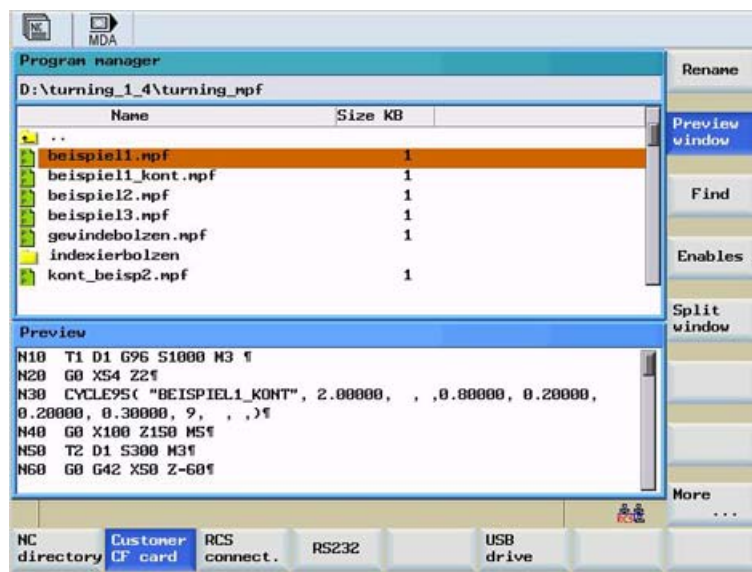 NC
MDA
Program manager
D:\turning_1_4\turning_mpf
Name Size KB
..
beispiel1.mpf 1
beispiel1_kont.mpf 1
beispiel2.mpf 1
beispiel3.mpf 1
gewindebolzen.mpf 1
indexierbolzen
kont_beisp2.mpf 1
Preview
N10 T1 D1 G96 S1000 M3 ¶
N20 G0 X54 Z2¶
N30 CYCLE95( "BEISPIEL1_KONT", 2.00000, , ,0.80000, 0.20000,
0.20000, 0.30000, 9, , ,)¶
N40 G0 X100 Z150 M5¶
N50 T2 D1 S300 M3¶
N60 G0 G42 X50 Z-60¶
Rename
Preview
window
Find
Enables
Split
window
More
...
RCS
NC
directory
Customer
CF card
RCS
connect.
RS232
USB
drive